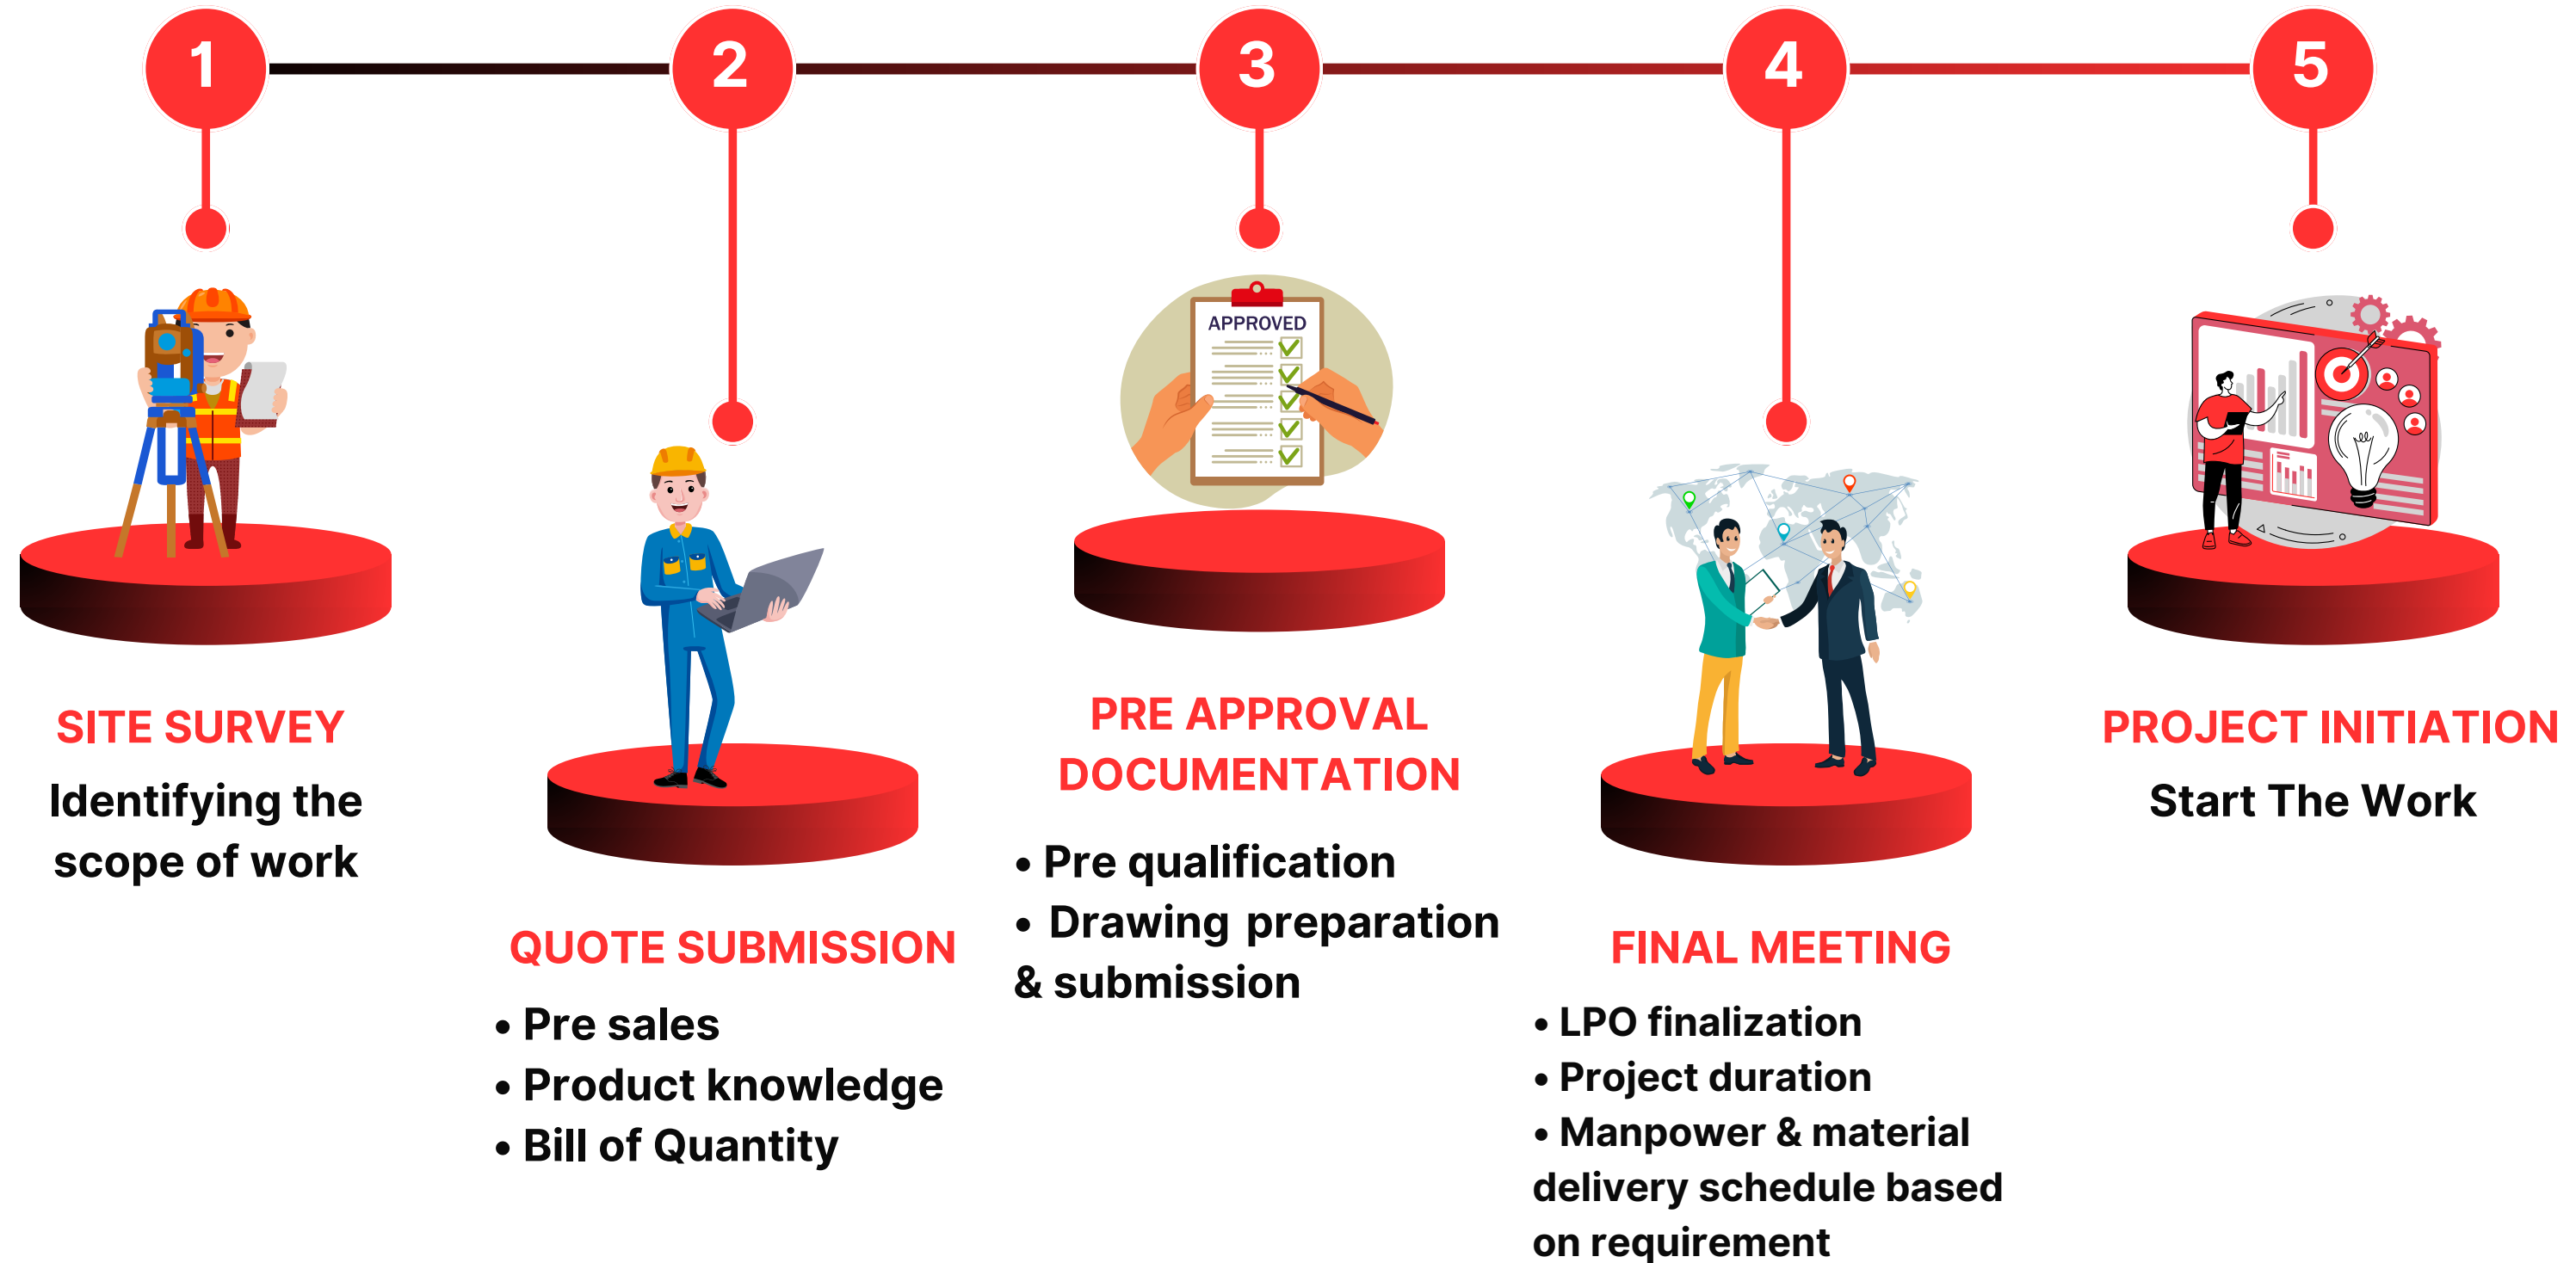 1
2
3
4
5
APPROVED
SITE SURVEY
Identifying the
scope of work
QUOTE SUBMISSION
• Pre sales
• Product knowledge
• Bill of Quantity
PRE APPROVAL
DOCUMENTATION
• Pre qualification
• Drawing preparation
& submission
FINAL MEETING
• LPO finalization
• Project duration
• Manpower & material
delivery schedule based
on requirement
PROJECT INITIATION
Start The Work